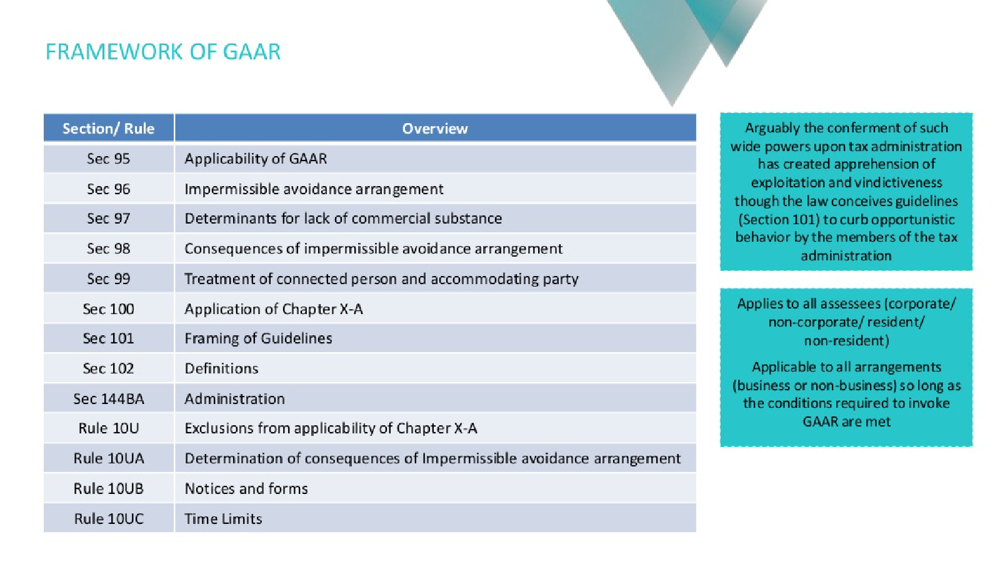 FRAMEWORK OF GAAR
Section/ Rule Overview
Sec 95 Applicability of GAAR
Sec 96 Impermissible avoidance arrangement
Sec 97 Determinants for lack of commercial substance
Sec 98 Consequences of impermissible avoidance arrangement
Sec 99 Treatment of connected person and accommodating party
Sec 100 Application of Chapter X-A
Sec 101 Framing of Guidelines
Sec 102 Definitions
Sec 144BA Administration
Rule 10U Exclusions from applicability of Chapter X-A
Rule 10UA Determination of consequences of Impermissible avoidance arrangement
Rule 10UB Notices and forms
Rule 10UC Time Limits
Arguably the conferment of such
wide powers upon tax administration
has created apprehension of
exploitation and vindictiveness
though the law conceives guidelines
(Section 101) to curb opportunistic
behavior by the members of the tax
administration
Applies to all assessees (corporate/
non-corporate/ resident/
non-resident)
Applicable to all arrangements
(business or non-business) so long as
the conditions required to invoke
GAAR are met